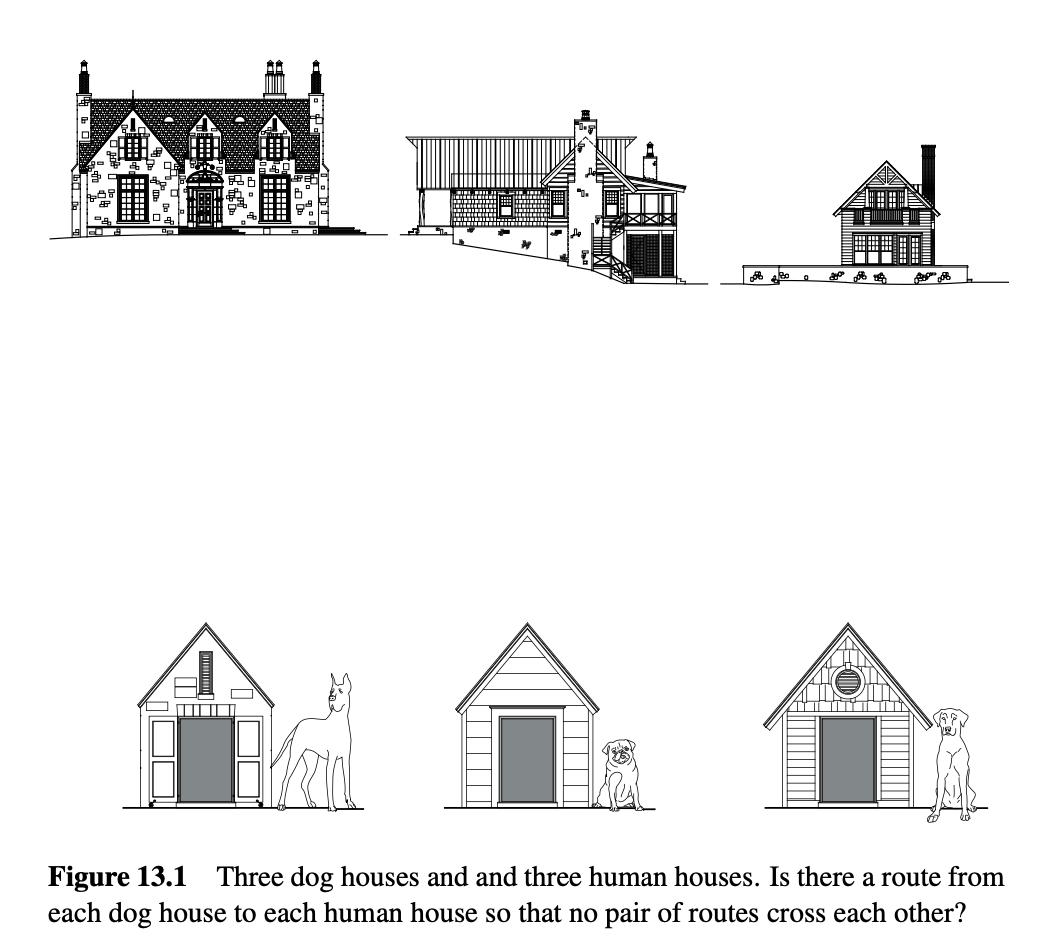 Figure 13.1 Three dog houses and and three human houses. Is there a route from
each dog house to each human house so that no pair of routes cross each other?